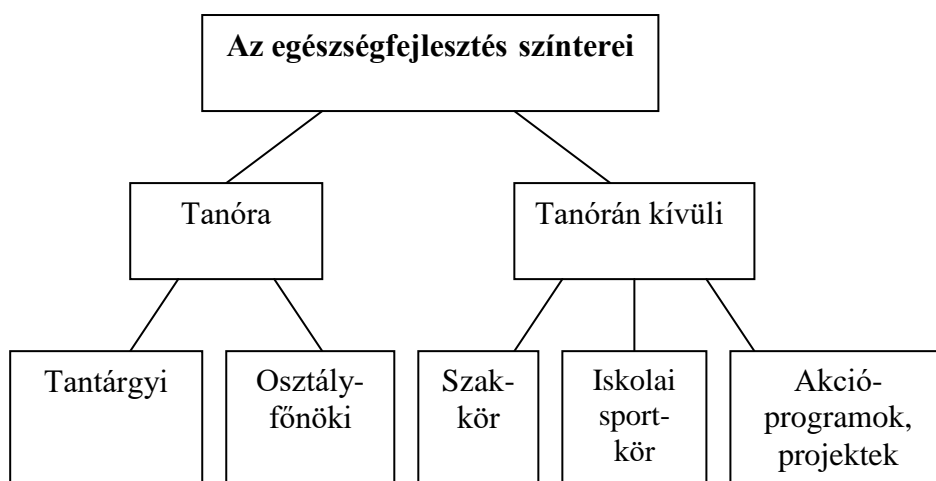 Az egészségfejlesztés színterei
Tanóra
Tanórán kívüli
Tantárgyi
Osztály-
főnöki
Szak-
kör
Iskolai
sport-
kör
Akció-
programok,
projektek